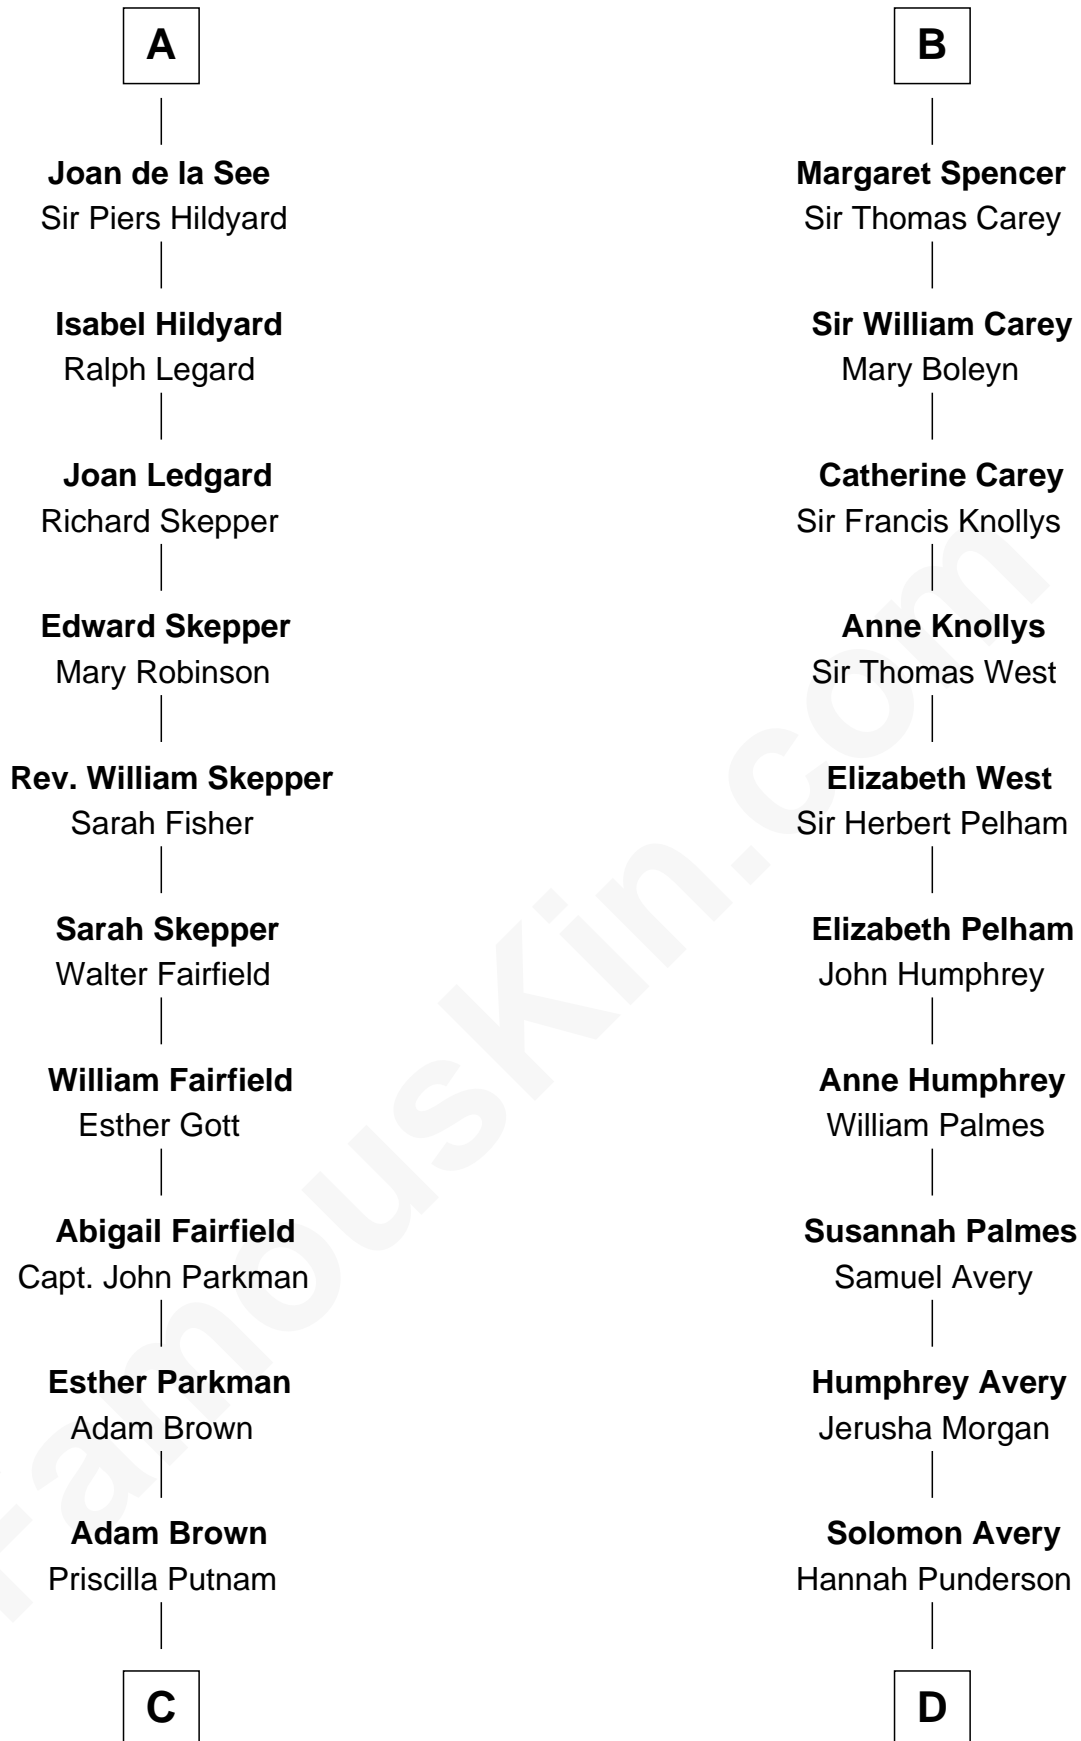 A
Joan de la See
Sir Piers Hildyard
Isabel Hildyard
Ralph Legard
Joan Ledgard
Richard Skepper
Edward Skepper
Mary Robinson
Rev. William Skepper
Sarah Fisher
Sarah Skepper
Walter Fairfield
William Fairfield
Esther Gott
Abigail Fairfield
Capt. John Parkman
Esther Parkman
Adam Brown
Adam Brown
Priscilla Putnam
C
B
Margaret Spencer
Sir Thomas Carey
Sir William Carey
Mary Boleyn
Catherine Carey
Sir Francis Knollys
Anne Knollys
Sir Thomas West
Elizabeth West
Sir Herbert Pelham
Elizabeth Pelham
John Humphrey
Anne Humphrey
William Palmes
Susannah Palmes
Samuel Avery
Humphrey Avery
Jerusha Morgan
Solomon Avery
Hannah Punderson
D
FamousKin.com